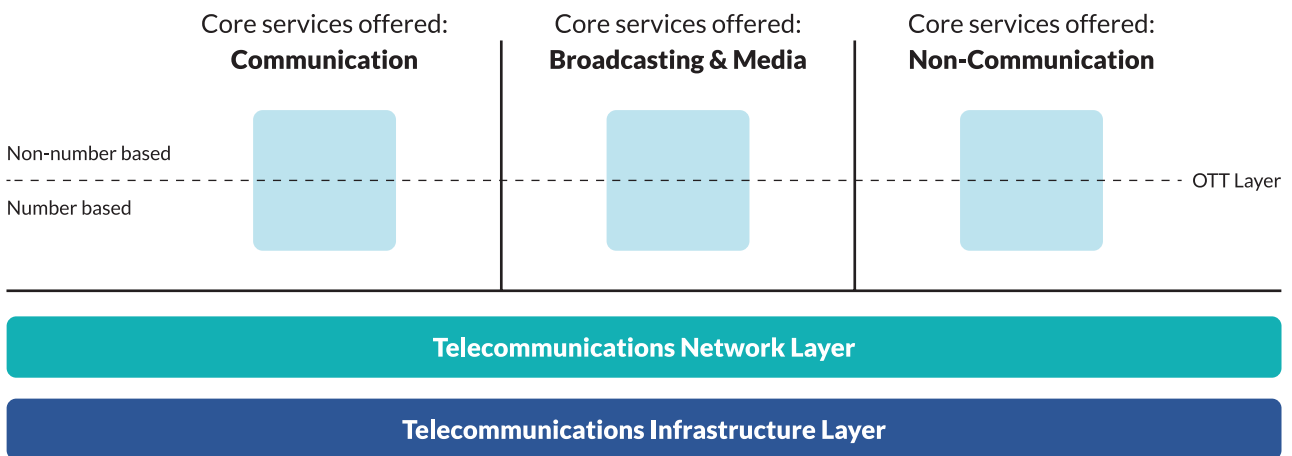 Core services offered:
Communication
Core services offered:
Broadcasting & Media
Core services offered:
Non-Communication
Non-number based
OTT Layer
Number based
Telecommunications Network Layer
Telecommunications Infrastructure Layer